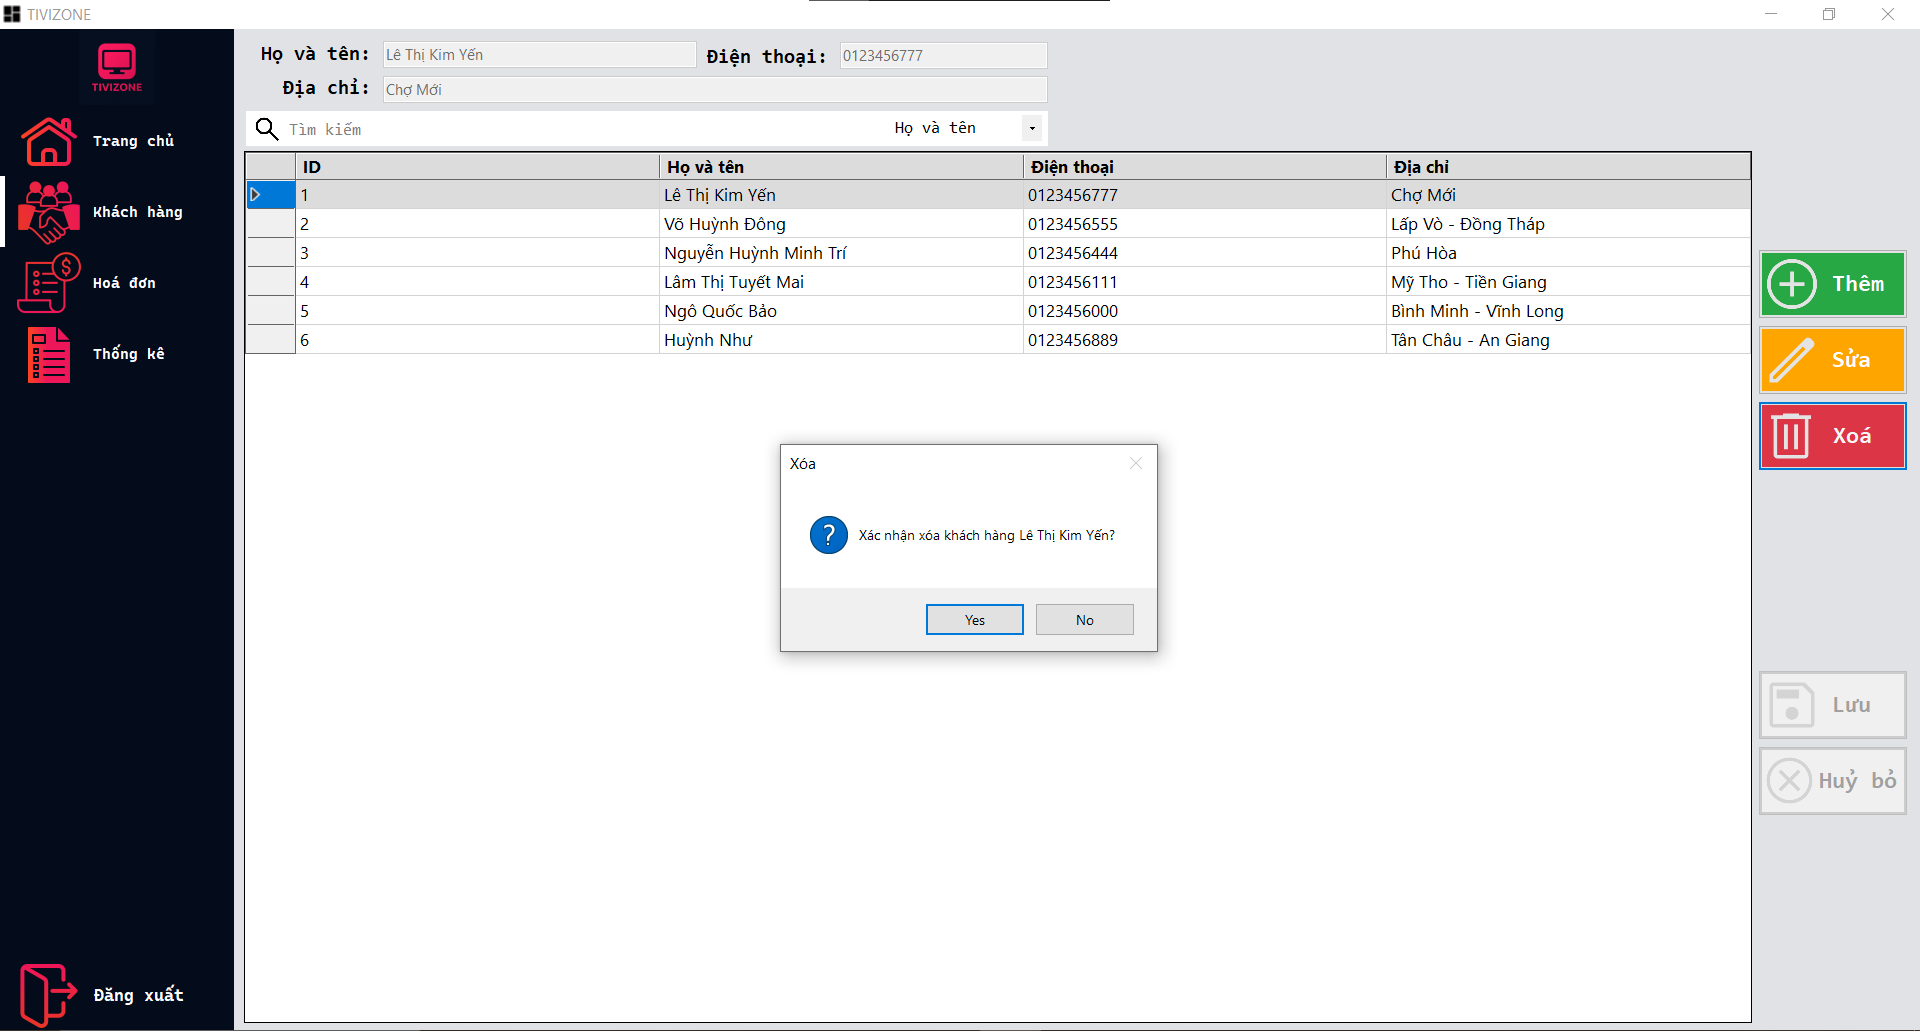 TIVIZONE
TIVIZONE
Trang chủ
Khách hàng
Hoá đơn
Thống kê
Đăng xuất
Họ và tên: Lê Thị Kim Yến Điện thoại: 0123456777
Địa chỉ: Chợ Mới
Tìm kiếm Họ và tên
ID Họ và tên Điện thoại Địa chỉ
1 Lê Thị Kim Yến 0123456777 Chợ Mới
2 Võ Huỳnh Đông 0123456555 Lấp Vò - Đồng Tháp
3 Nguyễn Huỳnh Minh Trí 0123456444 Phú Hòa
4 Lâm Thị Tuyết Mai 0123456111 Mỹ Tho - Tiền Giang
5 Ngô Quốc Bảo 0123456000 Bình Minh - Vĩnh Long
6 Huỳnh Như 0123456889 Tân Châu - An Giang
Xóa
Xác nhận xóa khách hàng Lê Thị Kim Yến?
Yes No
Thêm
Sửa
Xoá
Lưu
Huỷ bỏ